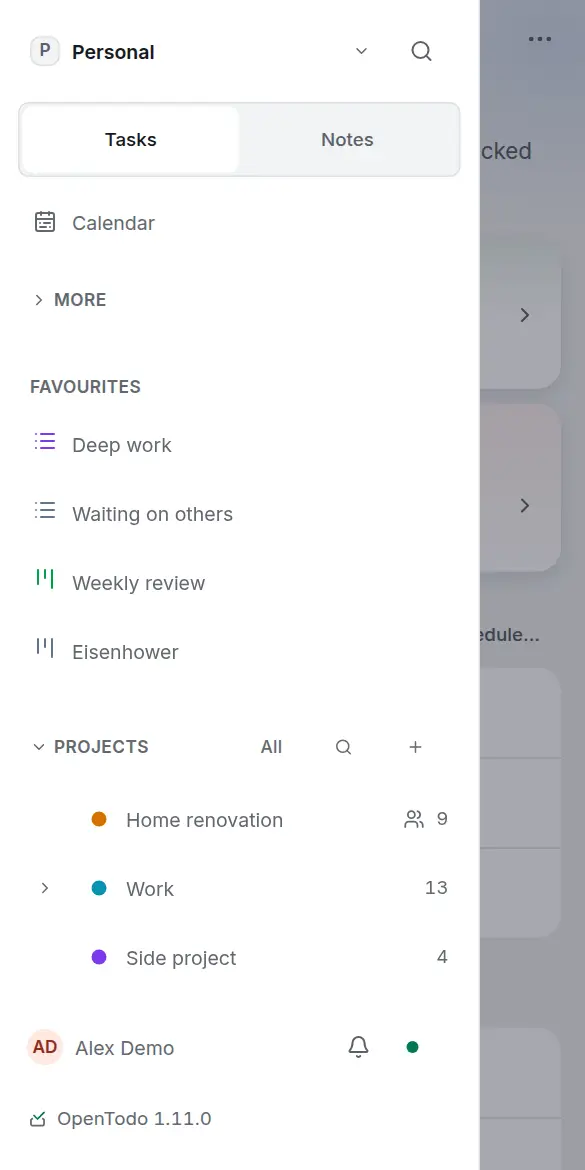 P Personal
cked
Tasks Notes
Calendar
MORE
FAVOURITES
Deep work
Waiting on others
Weekly review
edule...
Eisenhower
PROJECTS All
Home renovation 9
Work 13
Side project 4
AD Alex Demo
OpenTodo 1.11.0